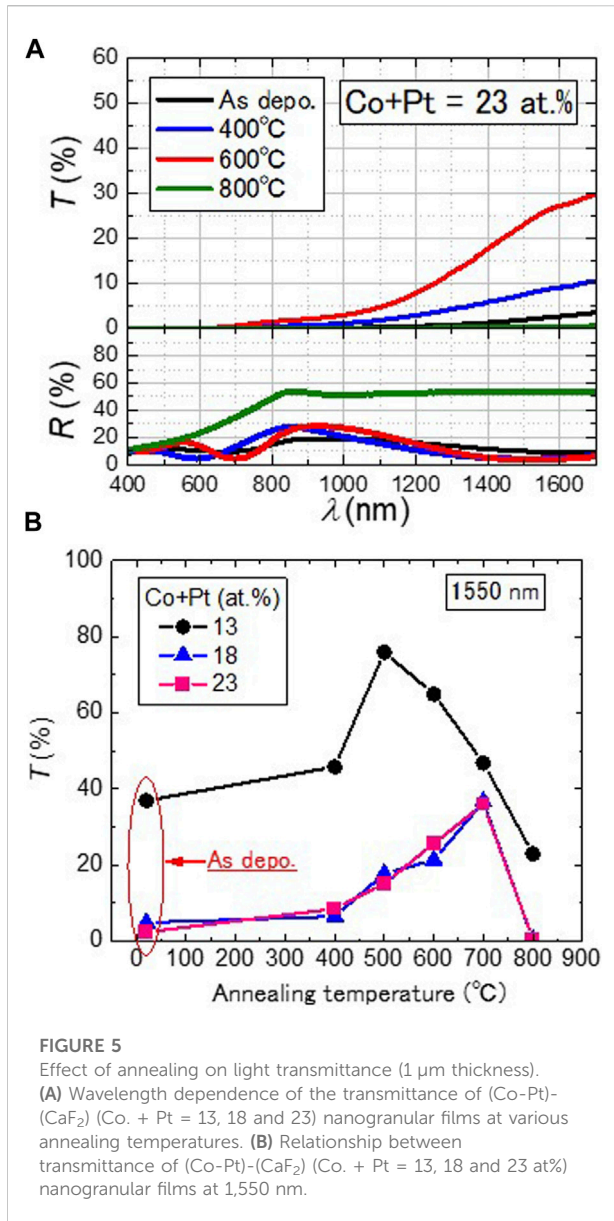 A
60
50
40
30
20
10
0
T (%)
As depo.
400°C
600°C
800°C
Co+Pt = 23 at.%
80
60
40
20
0
R (%)
400 600 800 1000 1200 1400 1600
λ(nm)
B
100
80
60
40
20
0
T (%)
Co+Pt (at.%)
13
18
23
1550 nm
As depo.
0 100 200 300 400 500 600 700 800 900
Annealing temperature (°C)
FIGURE 5
Effect of annealing on light transmittance (1 μm thickness).
(A) Wavelength dependence of the transmittance of (Co-Pt)-
(CaF₂) (Co. + Pt = 13, 18 and 23) nanogranular films at various
annealing temperatures. (B) Relationship between
transmittance of (Co-Pt)-(CaF₂) (Co. + Pt = 13, 18 and 23 at%)
nanogranular films at 1,550 nm.